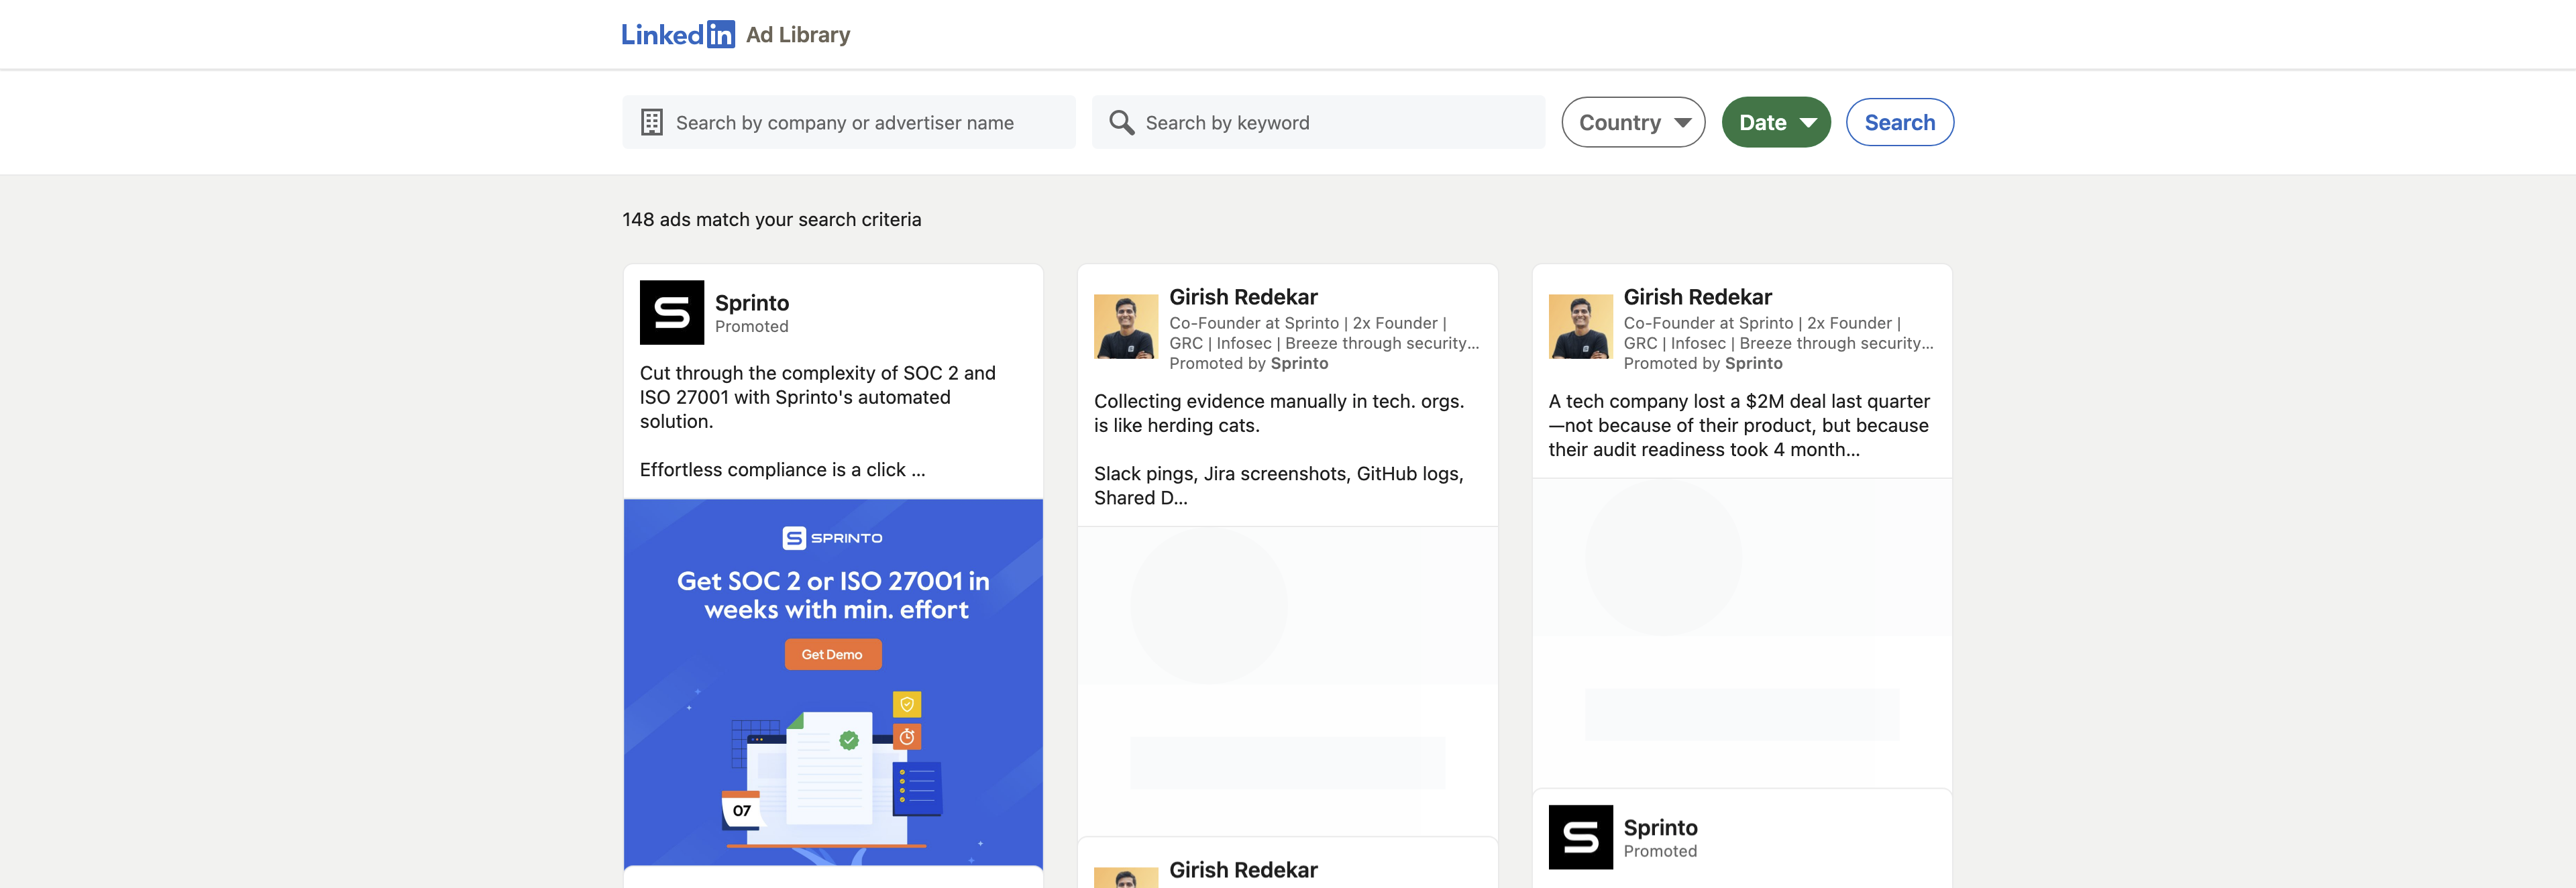 Linked in Ad Library
Search by company or advertiser name
Search by keyword
Country
Date
Search
148 ads match your search criteria
Sprinto
Promoted
Cut through the complexity of SOC 2 and
ISO 27001 with Sprinto's automated
solution.
Effortless compliance is a click ...
S SPRINTO
Get SOC 2 or ISO 27001 in
weeks with min. effort
Get Demo
07
Girish Redekar
Co-Founder at Sprinto | 2x Founder |
GRC | Infosec | Breeze through security...
Promoted by Sprinto
Collecting evidence manually in tech. orgs.
is like herding cats.
Slack pings, Jira screenshots, GitHub logs,
Shared D...
Girish Redekar
Girish Redekar
Co-Founder at Sprinto | 2x Founder |
GRC | Infosec | Breeze through security...
Promoted by Sprinto
A tech company lost a $2M deal last quarter
—not because of their product, but because
their audit readiness took 4 month...
Sprinto
Promoted